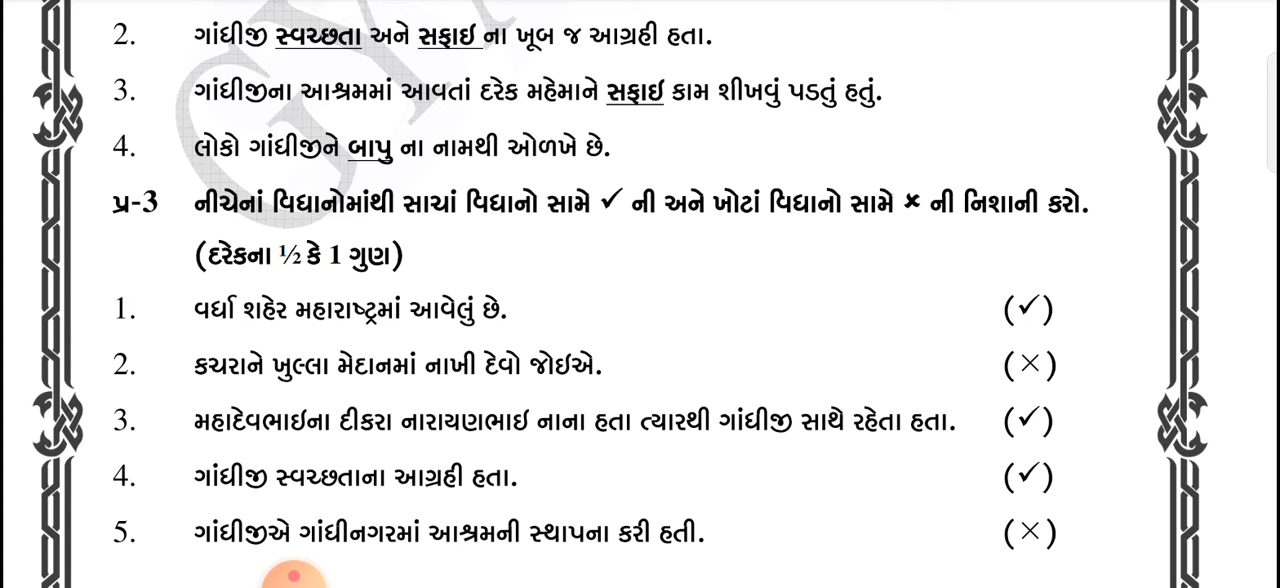 2. ગાંધીજી સ્વચ્છતા અને સફાઇ ના ખૂબ જ આગ્રહી હતા.
3. ગાંધીજીના આશ્રમમાં આવતાં દરેક મહેમાને સફાઇ કામ શીખવું પડતું હતું.
4. લોકો ગાંધીજીને બાપુ ના નામથી ઓળખે છે.
પ્ર-3 નીચેનાં વિધાનોમાંથી સાચાં વિધાનો સામે ✓ ની અને ખોટાં વિધાનો સામે × ની નિશાની કરો.
(દરેકના ½ કે 1 ગુણ)
1. વર્ધા શહેર મહારાષ્ટ્રમાં આવેલું છે. (✓)
2. કચરાને ખુલ્લા મેદાનમાં નાખી દેવો જોઇએ. (×)
3. મહાદેવભાઇના દીકરા નારાયણભાઇ નાના હતા ત્યારથી ગાંધીજી સાથે રહેતા હતા. (✓)
4. ગાંધીજી સ્વચ્છતાના આગ્રહી હતા. (✓)
5. ગાંધીજીએ ગાંધીનગરમાં આશ્રમની સ્થાપના કરી હતી. (×)